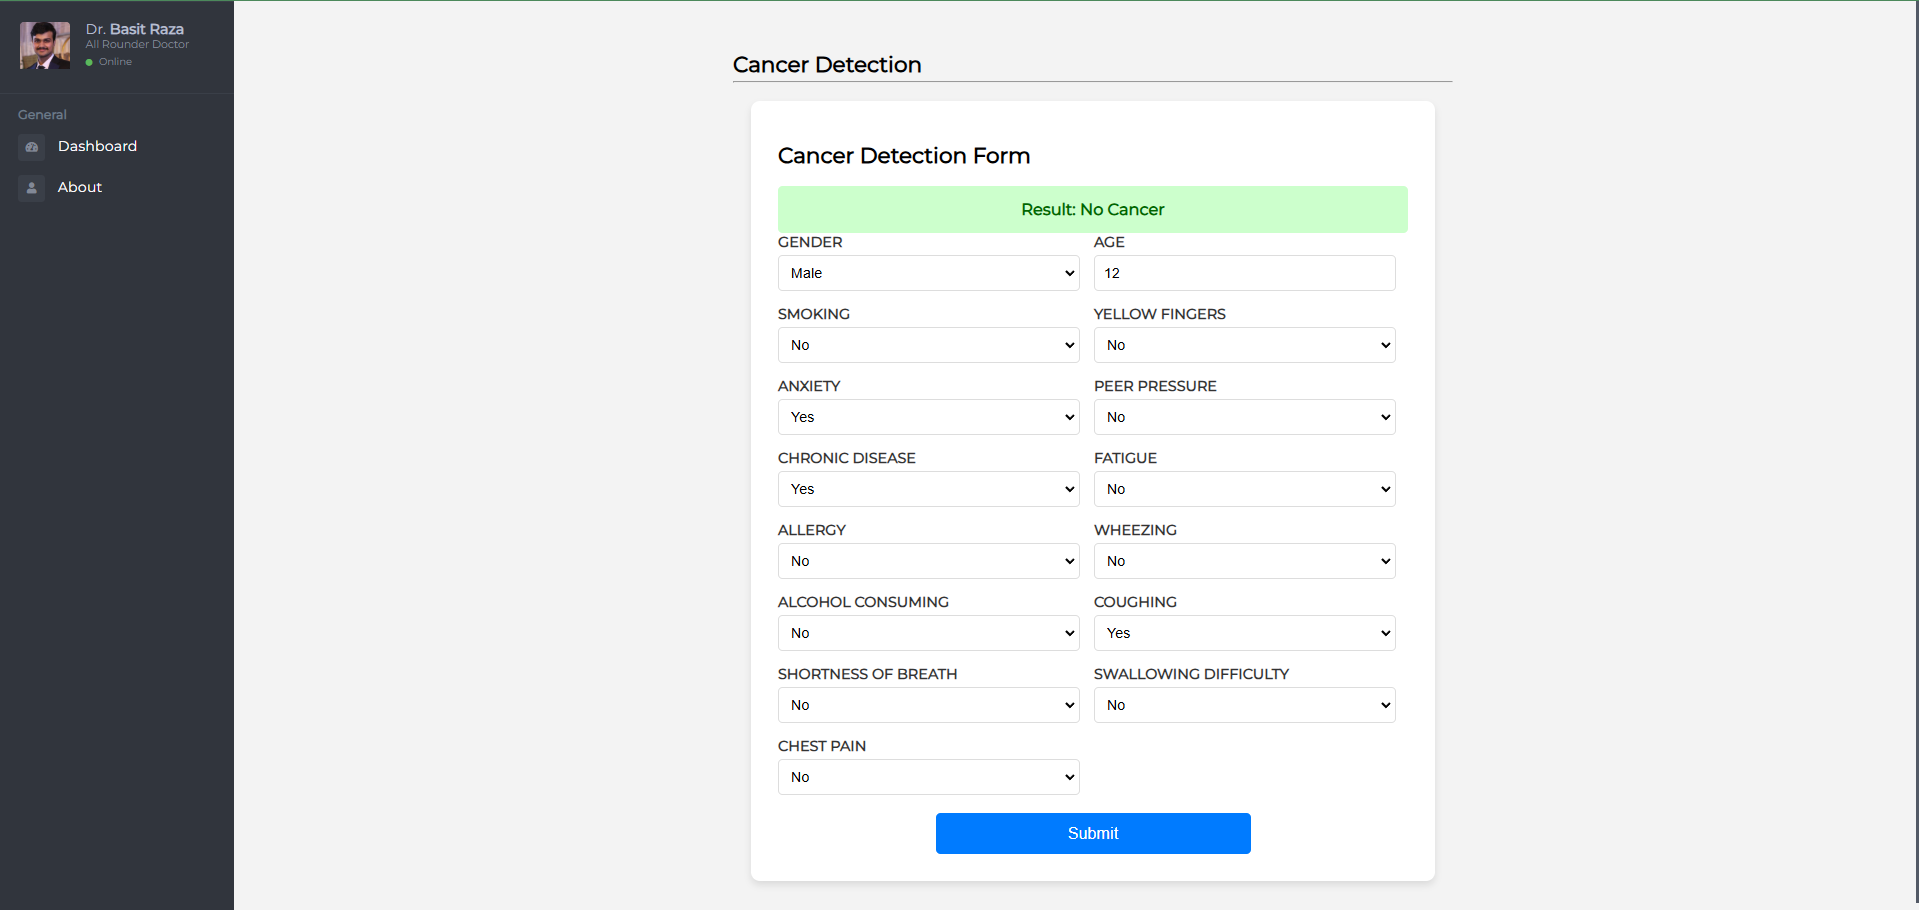 Dr. Basit Raza
All Rounder Doctor
Online
General
Dashboard
About
Cancer Detection
Cancer Detection Form
Result: No Cancer
GENDER AGE
Male 12
SMOKING YELLOW FINGERS
No No
ANXIETY PEER PRESSURE
Yes No
CHRONIC DISEASE FATIGUE
Yes No
ALLERGY WHEEZING
No No
ALCOHOL CONSUMING COUGHING
No Yes
SHORTNESS OF BREATH SWALLOWING DIFFICULTY
No No
CHEST PAIN
No
Submit